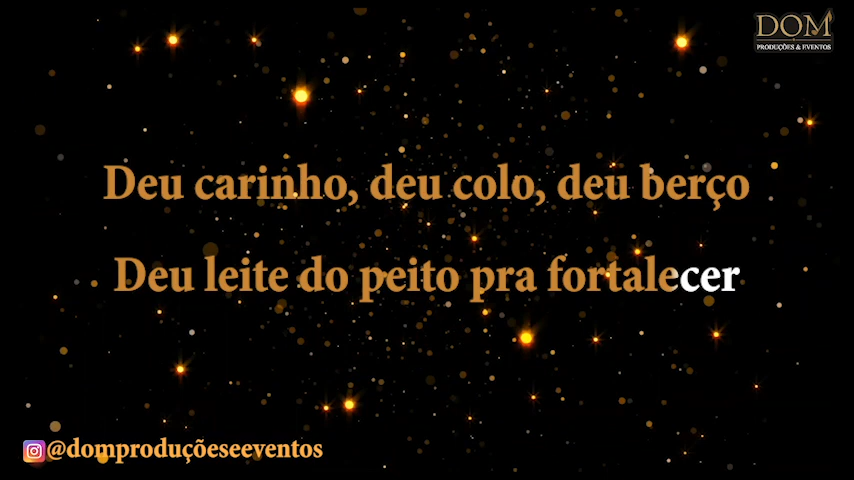 DOM
PRODUÇÕES & EVENTOS
Deu carinho, deu colo, deu berço
Deu leite do peito pra fortalecer
@domproduçõeseeventos